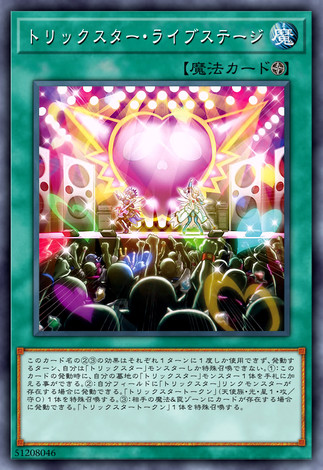 トリックスター・ライブステージ
魔
【魔法カード】
このカード名の②③の効果はそれぞれ1ターンに1度しか使用できず、発動するターン、自分は「トリックスター」モンスターしか特殊召喚できない。①:このカードの発動時に、自分の墓地の「トリックスター」モンスター1体を手札に加える事ができる。②:自分フィールドに「トリックスター」リンクモンスターが存在する場合に発動できる。「トリックスタートークン」(天使族・光・星1・攻/守0)1体を特殊召喚する。③:相手の魔法&罠ゾーンにカードが存在する場合に発動できる。「トリックスタートークン」1体を特殊召喚する。
51208046